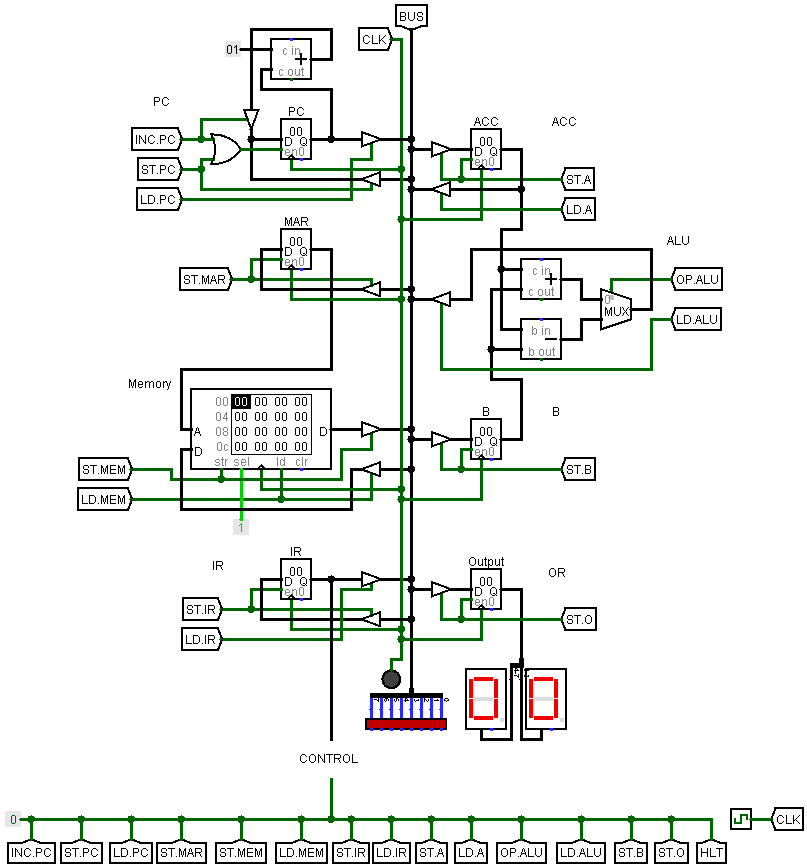 BUS
CLK
01
c in
+
c out
PC
PC
INC.PC
00
D Q
en0
ST.PC
LD.PC
ACC
ACC
00
D Q
en0
ST.A
LD.A
MAR
00
D Q
en0
ST.MAR
ALU
c in
+
c out
0
MUX
b in
−
b out
OP.ALU
LD.ALU
Memory
00 00 00 00 00
04 00 00 00 00
08 00 00 00 00
0c 00 00 00 00
A
D
D
str sel ld clr
ST.MEM
LD.MEM
1
B
B
00
D Q
en0
ST.B
IR
IR
00
D Q
en0
ST.IR
LD.IR
Output
OR
00
D Q
en0
ST.O
0 0
CONTROL
0
CLK
INC.PC ST.PC LD.PC ST.MAR ST.MEM LD.MEM ST.IR LD.IR ST.A LD.A OP.ALU LD.ALU ST.B ST.O HLT